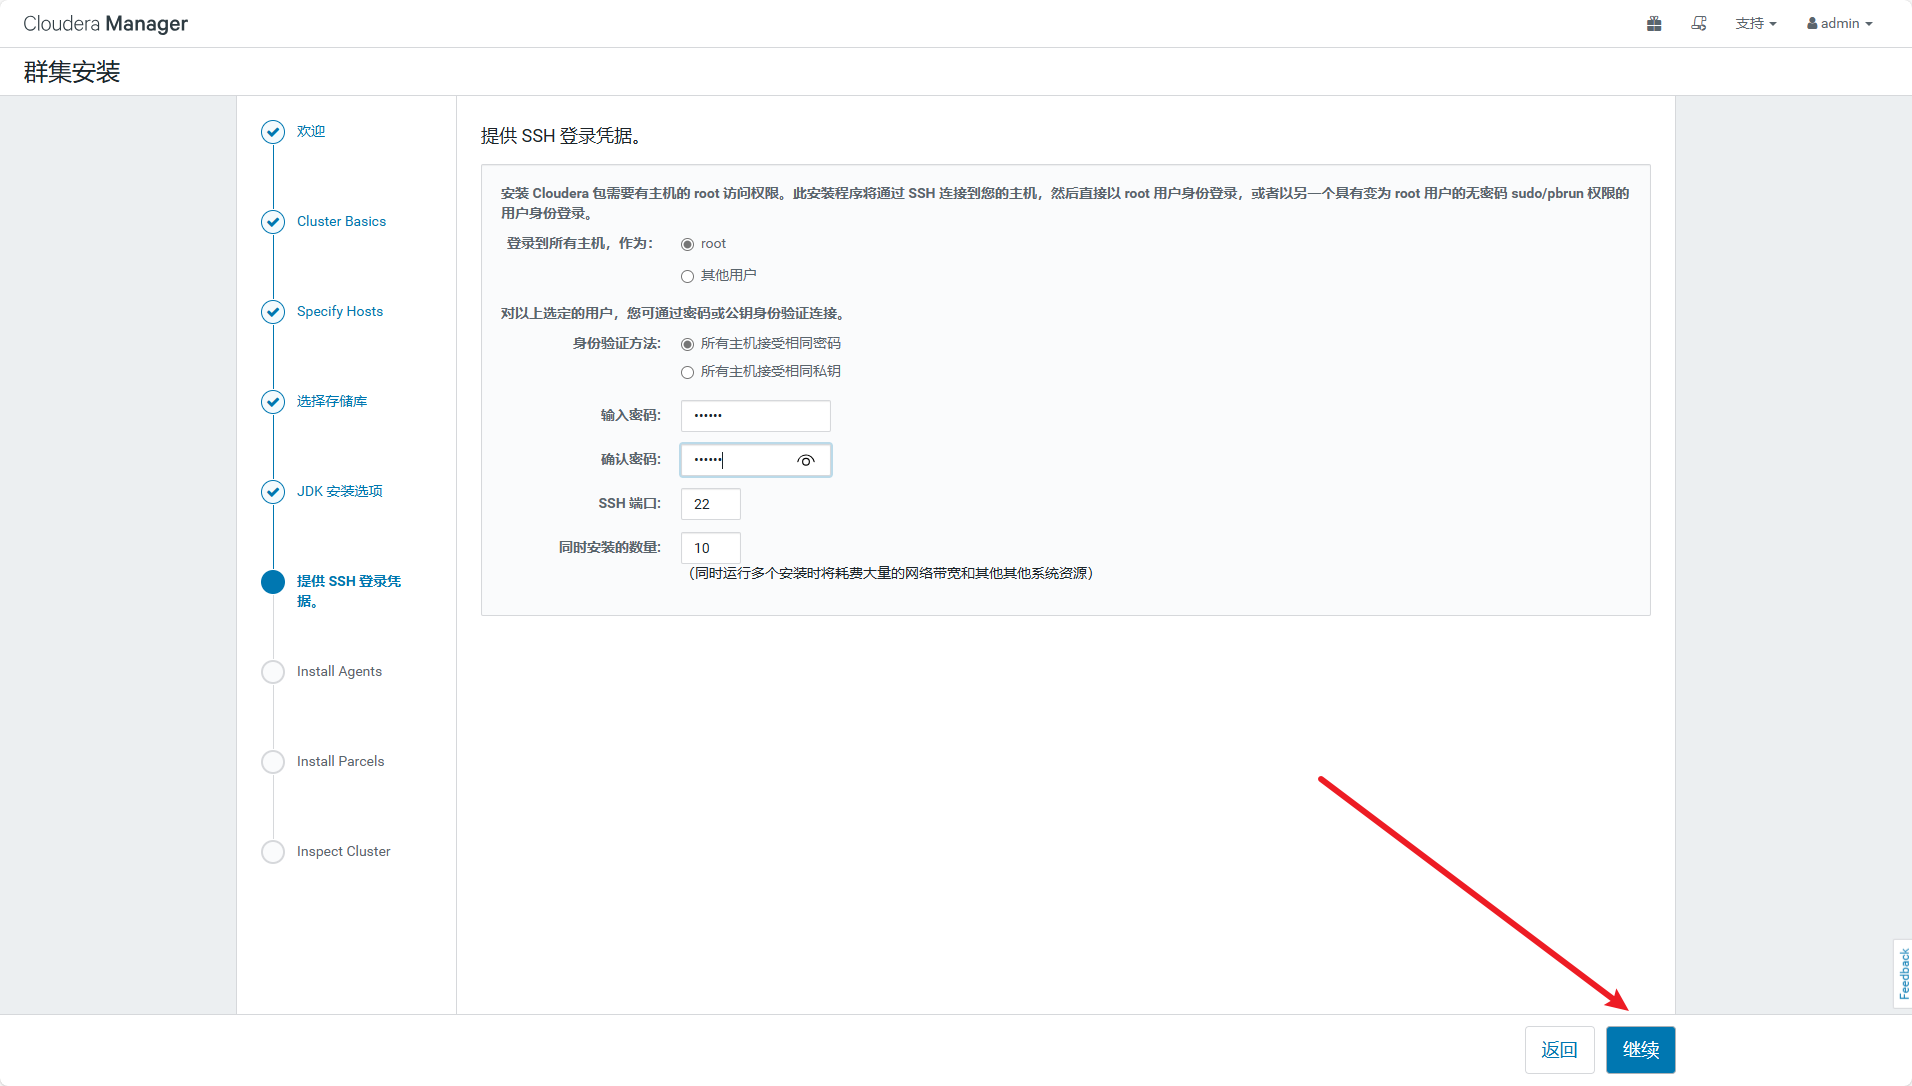 Cloudera Manager
支持
admin
群集安装
欢迎
Cluster Basics
Specify Hosts
选择存储库
JDK 安装选项
提供 SSH 登录凭
据。
Install Agents
Install Parcels
Inspect Cluster
提供 SSH 登录凭据。
安装 Cloudera 包需要有主机的 root 访问权限。此安装程序将通过 SSH 连接到您的主机，然后直接以 root 用户身份登录，或者以另一个具有变为 root 用户的无密码 sudo/pbrun 权限的
用户身份登录。
登录到所有主机，作为：
root
其他用户
对以上选定的用户，您可通过密码或公钥身份验证连接。
身份验证方法:
所有主机接受相同密码
所有主机接受相同私钥
输入密码:
••••••
确认密码:
••••••
SSH 端口:
22
同时安装的数量:
10
（同时运行多个安装时将耗费大量的网络带宽和其他其他系统资源）
Feedback
返回
继续